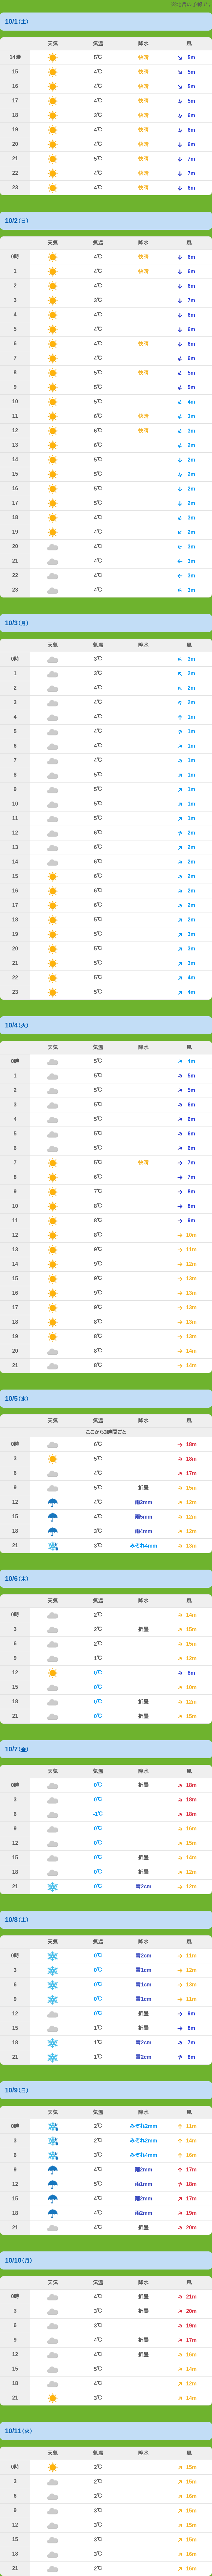 10/1(土)
天気 気温 降水 風
14時 5℃ 快晴 5m
15 4℃ 快晴 5m
16 4℃ 快晴 5m
17 4℃ 快晴 5m
18 3℃ 快晴 6m
19 4℃ 快晴 6m
20 4℃ 快晴 6m
21 5℃ 快晴 7m
22 4℃ 快晴 7m
23 4℃ 快晴 6m
10/2(日)
天気 気温 降水 風
0時 4℃ 快晴 6m
1 4℃ 快晴 6m
2 4℃ 6m
3 3℃ 7m
4 4℃ 6m
5 4℃ 6m
6 4℃ 快晴 6m
7 4℃ 6m
8 5℃ 快晴 5m
9 5℃ 5m
10 5℃ 4m
11 6℃ 快晴 3m
12 6℃ 快晴 3m
13 6℃ 2m
14 5℃ 2m
15 5℃ 2m
16 5℃ 2m
17 5℃ 2m
18 4℃ 3m
19 4℃ 2m
20 4℃ 3m
21 4℃ 3m
22 4℃ 3m
23 4℃ 3m
10/3(月)
天気 気温 降水 風
0時 3℃ 3m
1 3℃ 2m
2 4℃ 2m
3 4℃ 2m
4 4℃ 1m
5 4℃ 1m
6 4℃ 1m
7 4℃ 1m
8 5℃ 1m
9 5℃ 1m
10 5℃ 1m
11 5℃ 1m
12 6℃ 2m
13 6℃ 2m
14 6℃ 2m
15 6℃ 2m
16 6℃ 2m
17 6℃ 2m
18 5℃ 2m
19 5℃ 3m
20 5℃ 3m
21 5℃ 3m
22 5℃ 4m
23 5℃ 4m
10/4(火)
天気 気温 降水 風
0時 5℃ 4m
1 5℃ 5m
2 5℃ 5m
3 5℃ 6m
4 5℃ 6m
5 5℃ 6m
6 5℃ 6m
7 5℃ 快晴 7m
8 6℃ 7m
9 7℃ 8m
10 8℃ 8m
11 8℃ 9m
12 8℃ 10m
13 9℃ 11m
14 9℃ 12m
15 9℃ 13m
16 9℃ 13m
17 9℃ 13m
18 8℃ 13m
19 8℃ 13m
20 8℃ 14m
21 8℃ 14m
10/5(水)
天気 気温 降水 風
ここから3時間ごと
0時 6℃ 18m
3 5℃ 18m
6 4℃ 17m
9 5℃ 折曇 15m
12 4℃ 雨2mm 12m
15 4℃ 雨5mm 12m
18 3℃ 雨4mm 12m
21 3℃ みぞれ4mm 13m
10/6(木)
天気 気温 降水 風
0時 2℃ 14m
3 2℃ 折曇 15m
6 2℃ 15m
9 1℃ 12m
12 0℃ 8m
15 0℃ 10m
18 0℃ 折曇 12m
21 0℃ 折曇 15m
10/7(金)
天気 気温 降水 風
0時 0℃ 折曇 18m
3 0℃ 18m
6 -1℃ 18m
9 0℃ 16m
12 0℃ 15m
15 0℃ 折曇 14m
18 0℃ 折曇 12m
21 0℃ 雪2cm 12m
10/8(土)
天気 気温 降水 風
0時 0℃ 雪2cm 11m
3 0℃ 雪1cm 12m
6 0℃ 雪1cm 13m
9 0℃ 雪1cm 11m
12 0℃ 折曇 9m
15 1℃ 折曇 8m
18 1℃ 雪2cm 7m
21 1℃ 雪2cm 8m
10/9(日)
天気 気温 降水 風
0時 2℃ みぞれ2mm 11m
3 2℃ みぞれ2mm 14m
6 3℃ みぞれ4mm 16m
9 4℃ 雨2mm 17m
12 5℃ 雨1mm 18m
15 4℃ 雨2mm 17m
18 4℃ 雨2mm 19m
21 4℃ 折曇 20m
10/10(月)
天気 気温 降水 風
0時 4℃ 折曇 21m
3 3℃ 折曇 20m
6 3℃ 19m
9 4℃ 折曇 17m
12 4℃ 折曇 16m
15 5℃ 14m
18 4℃ 12m
21 3℃ 14m
10/11(火)
天気 気温 降水 風
0時 2℃ 15m
3 2℃ 15m
6 2℃ 16m
9 3℃ 15m
12 3℃ 15m
15 3℃ 15m
18 3℃ 16m
21 2℃ 16m